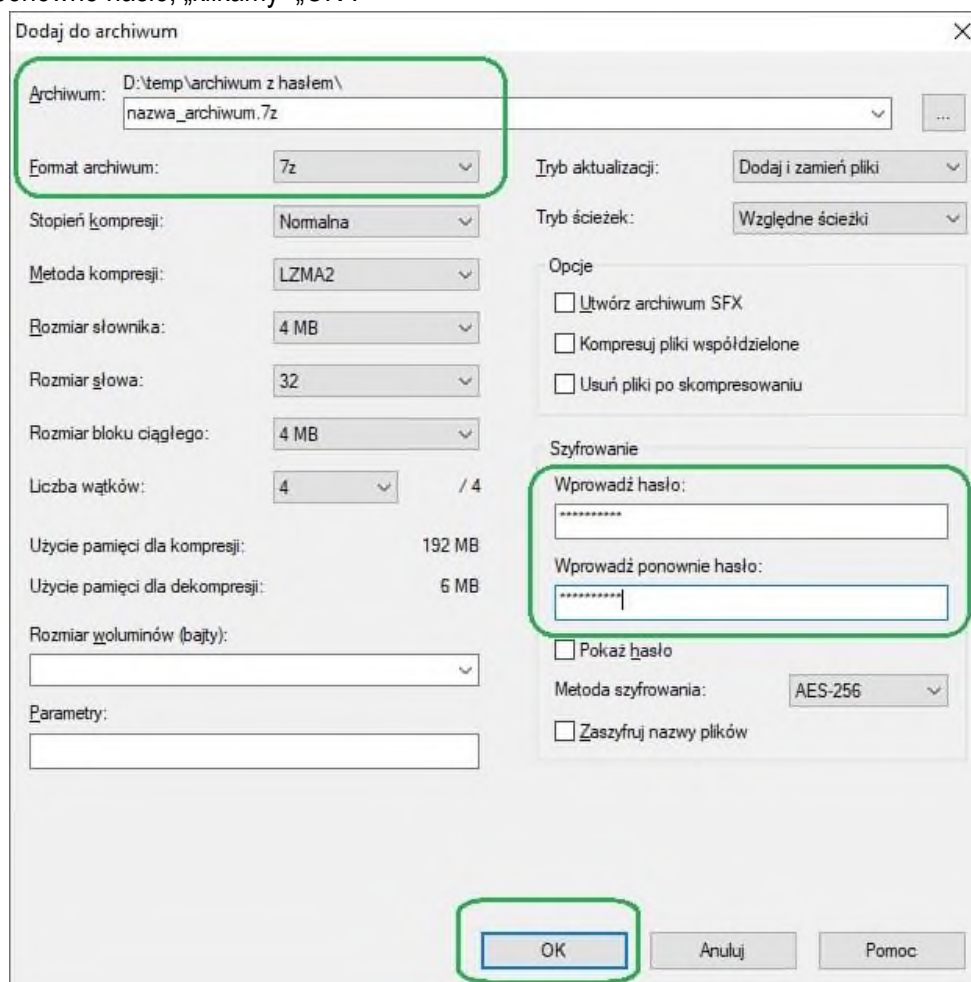 Dodaj do archiwum
Archiwum:
D:\temp\archiwum z hasłem\
nazwa_archiwum.7z
...
Format archiwum: 7z
Stopień kompresji: Normalna
Metoda kompresji: LZMA2
Rozmiar słownika: 4 MB
Rozmiar słowa: 32
Rozmiar bloku ciągłego: 4 MB
Liczba wątków: 4 / 4
Użycie pamięci dla kompresji: 192 MB
Użycie pamięci dla dekompresji: 6 MB
Rozmiar woluminów (bajty):
Parametry:
Tryb aktualizacji: Dodaj i zamień pliki
Tryb ścieżek: Względne ścieżki
Opcje
Utwórz archiwum SFX
Kompresuj pliki współdzielone
Usuń pliki po skompresowaniu
Szyfrowanie
Wprowadź hasło:
**********
Wprowadź ponownie hasło:
**********
Pokaż hasło
Metoda szyfrowania: AES-256
Zaszyfruj nazwy plików
OK
Anuluj
Pomoc